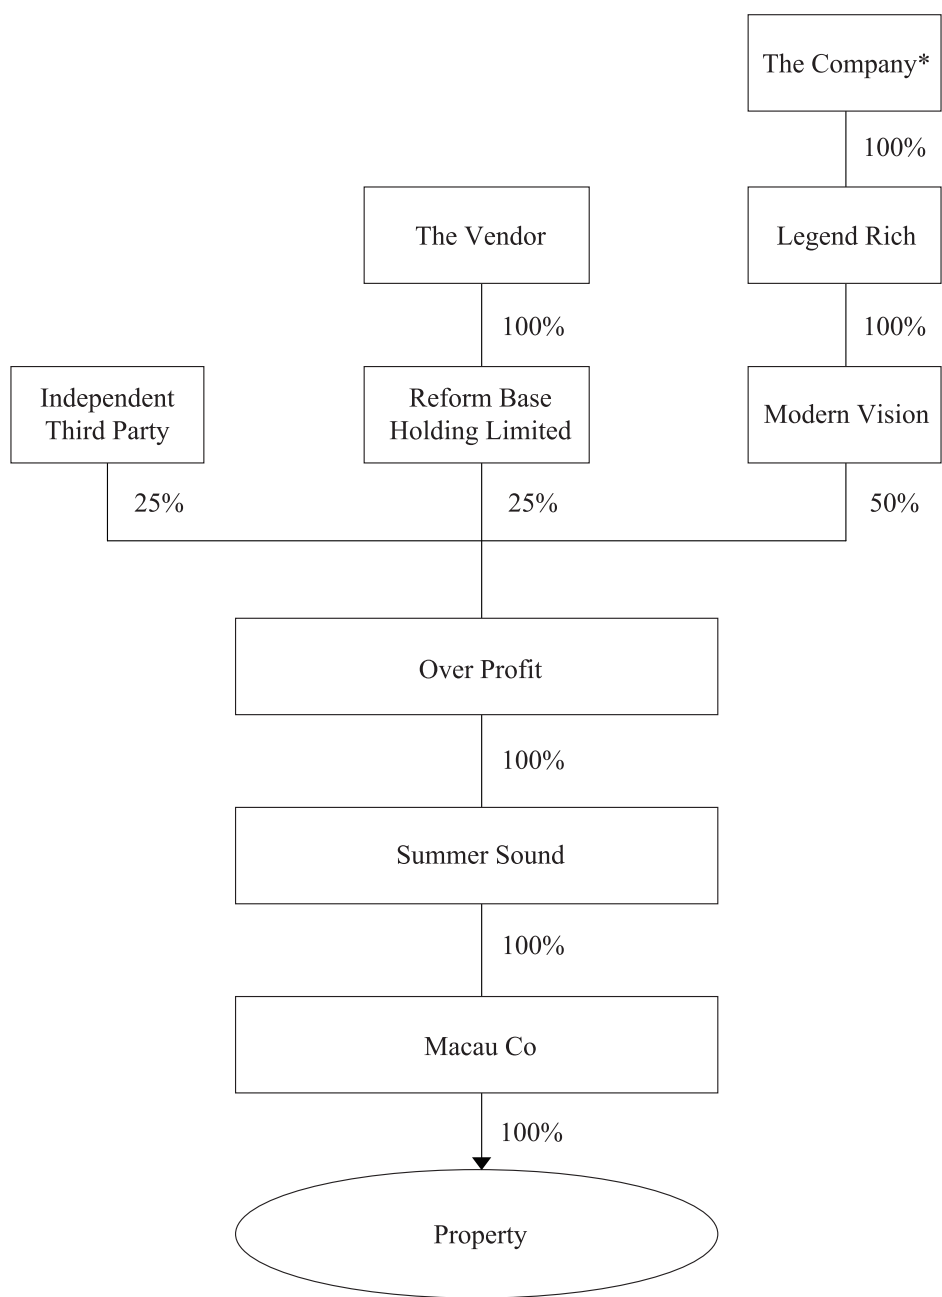 The Company*
100%
The Vendor
Legend Rich
100%
100%
Independent
Third Party
Reform Base
Holding Limited
Modern Vision
25%
25%
50%
Over Profit
100%
Summer Sound
100%
Macau Co
100%
Property